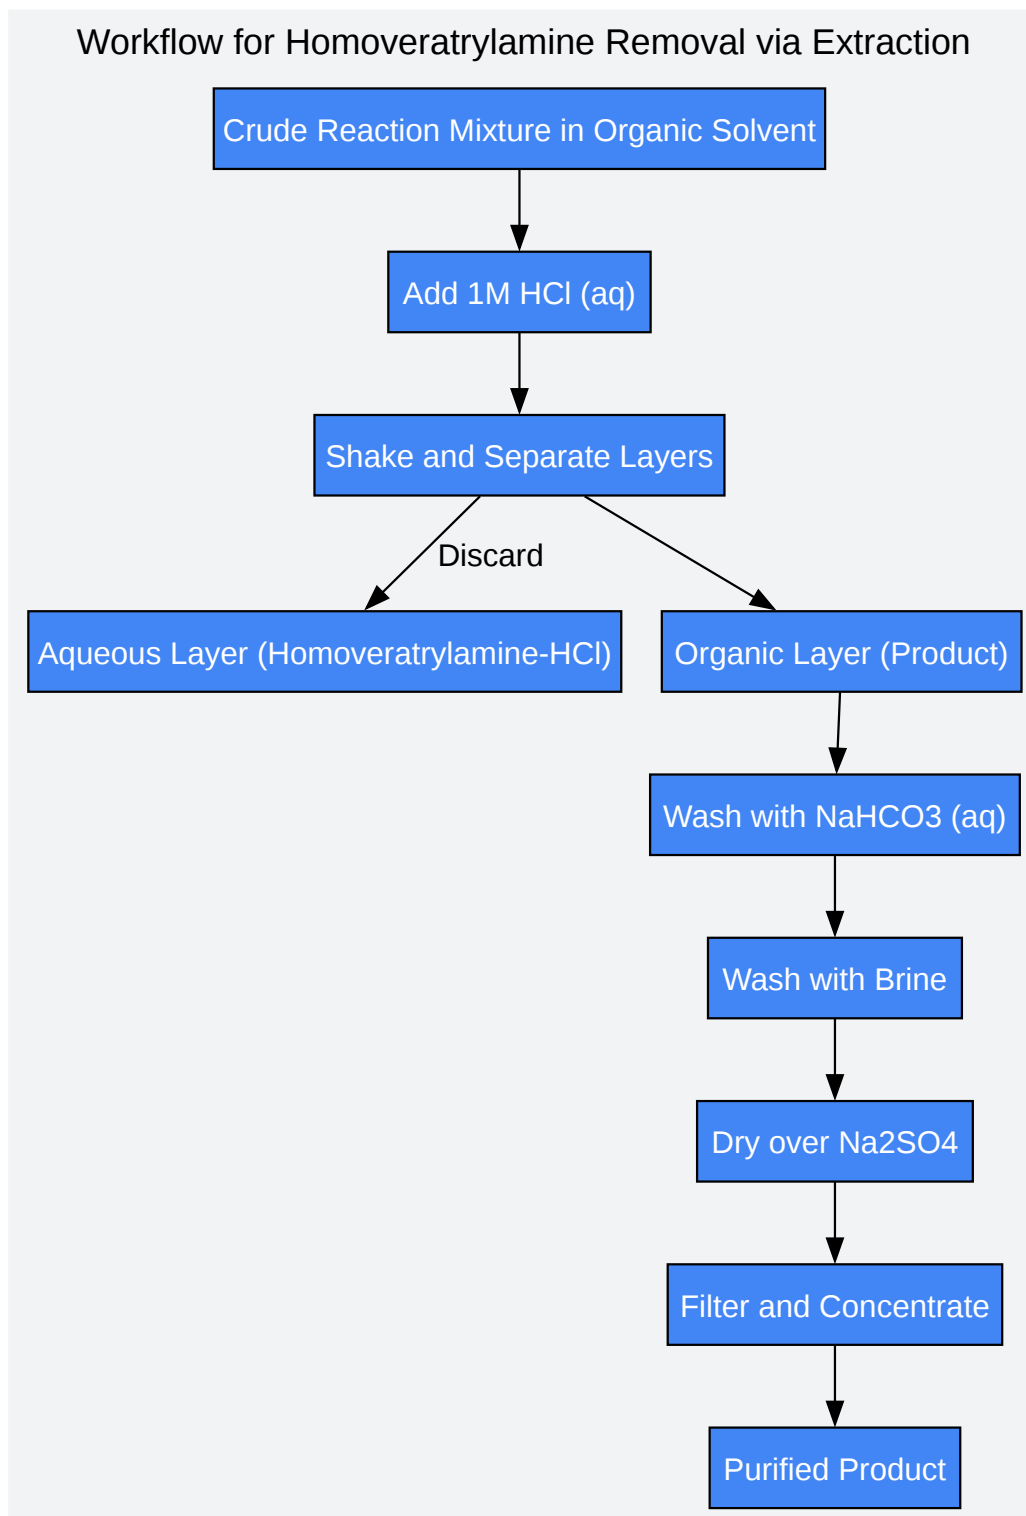 Workflow for Homoveratrylamine Removal via Extraction
Crude Reaction Mixture in Organic Solvent
Add 1M HCl (aq)
Shake and Separate Layers
Discard
Aqueous Layer (Homoveratrylamine-HCl)
Organic Layer (Product)
Wash with NaHCO3 (aq)
Wash with Brine
Dry over Na2SO4
Filter and Concentrate
Purified Product